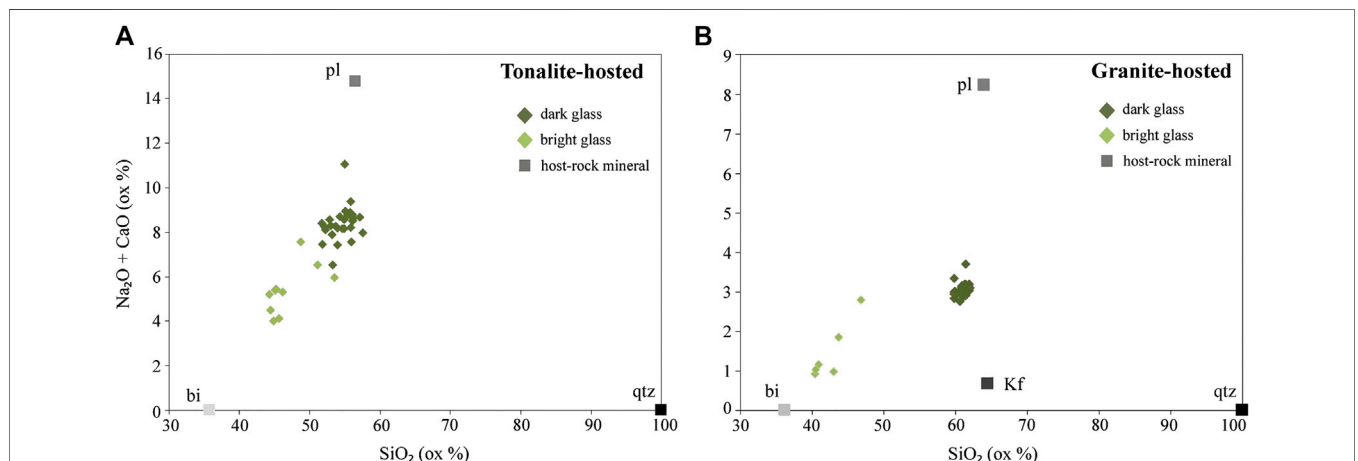 A
Tonalite-hosted
pl
dark glass
bright glass
host-rock mineral
Na₂O + CaO (ox %)
16
14
12
10
8
6
4
2
0
bi
qtz
30 40 50 60 70 80 90 100
SiO₂ (ox %)
B
Granite-hosted
pl
dark glass
bright glass
host-rock mineral
9
8
7
6
5
4
3
2
1
0
bi
Kf
qtz
30 40 50 60 70 80 90 100
SiO₂ (ox %)